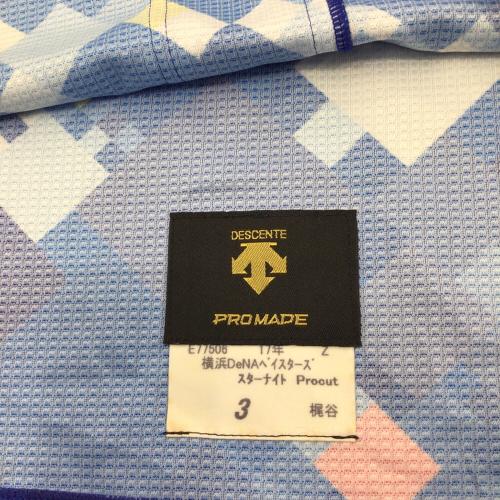 DESCENTE
PROMADE
E77506 17年 Z
横浜DeNAベイスターズ
スターナイト Procut
3 梶谷